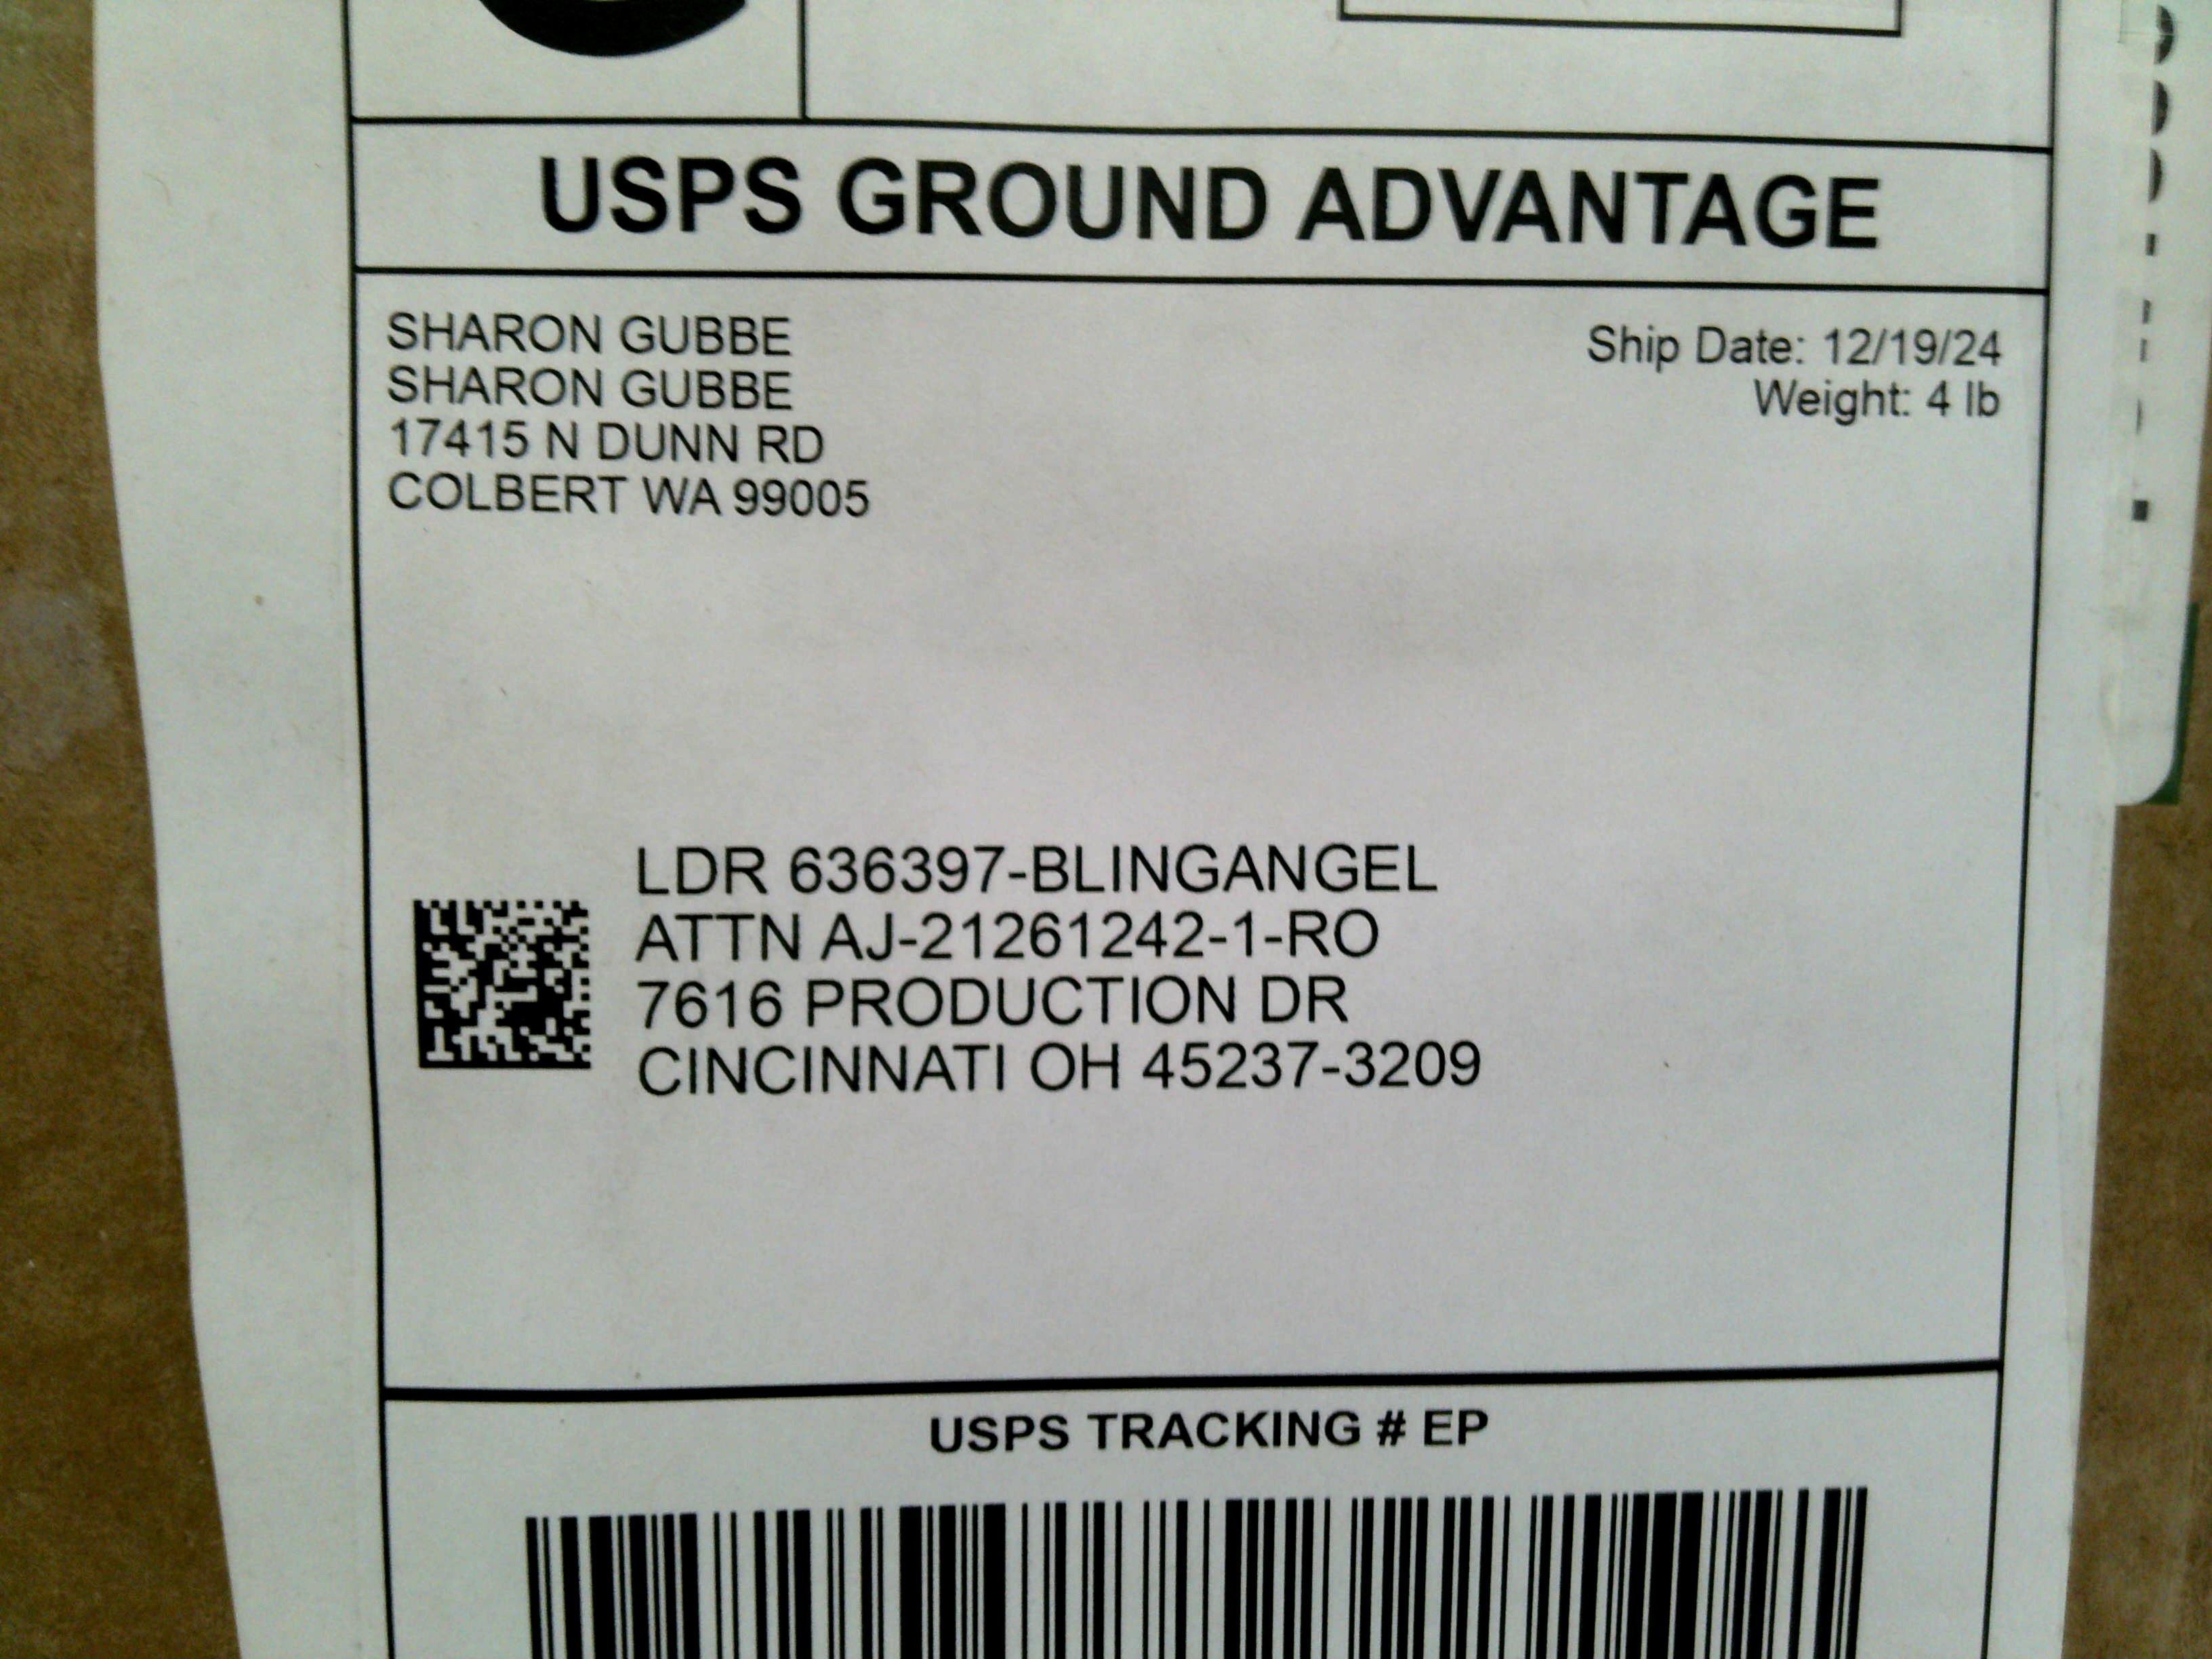 USPS GROUND ADVANTAGE
SHARON GUBBE
SHARON GUBBE
17415 N DUNN RD
COLBERT WA 99005
Ship Date: 12/19/24
Weight: 4 lb
LDR 636397-BLINGANGEL
ATTN AJ-21261242-1-RO
7616 PRODUCTION DR
CINCINNATI OH 45237-3209
USPS TRACKING # EP